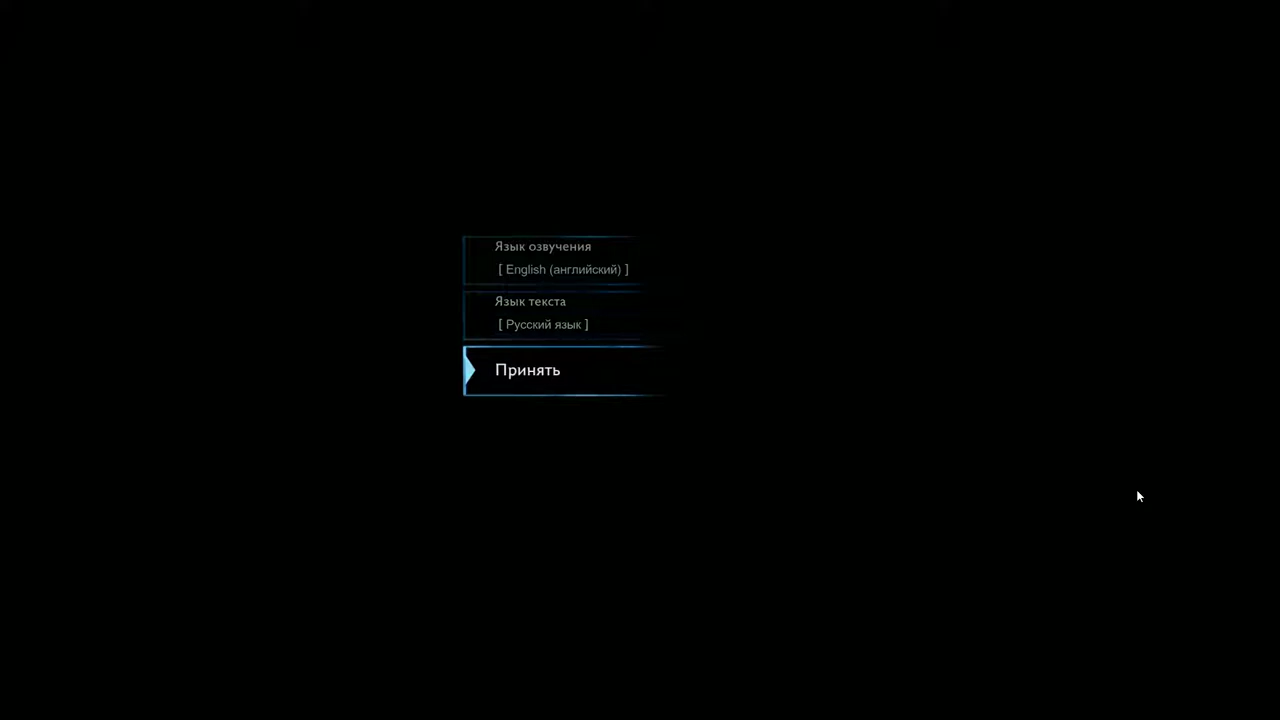 Язык озвучения
[ English (английский) ]
Язык текста
[ Русский язык ]
Принять